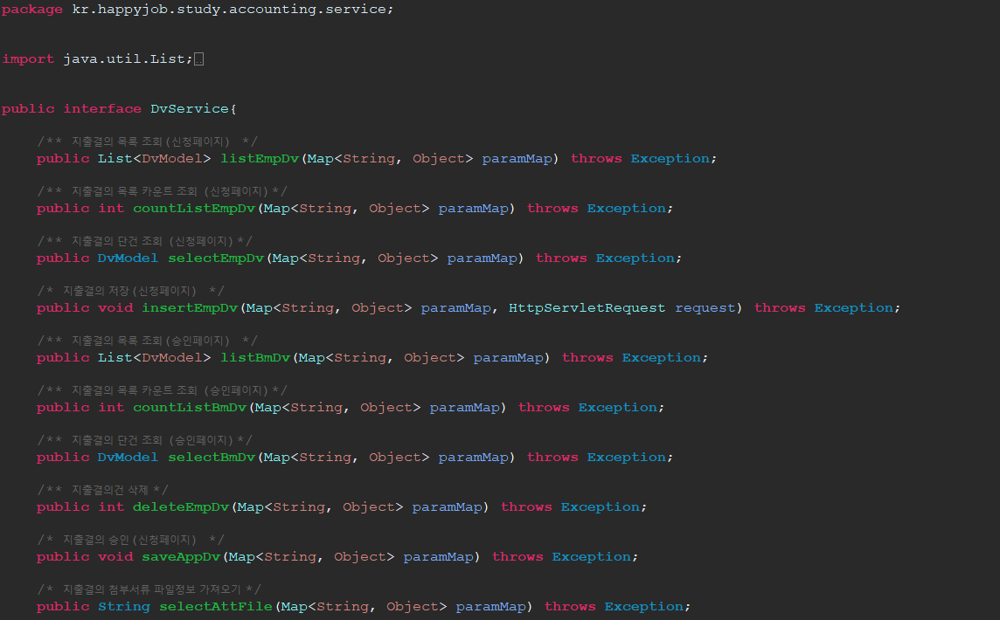 package kr.happyjob.study.accounting.service;
import java.util.List;
public interface DvService{
/** 지출결의 목록 조회(신청페이지) */
public List<DvModel> listEmpDv(Map<String, Object> paramMap) throws Exception;
/** 지출결의 목록 카운트 조회 (신청페이지)*/
public int countListEmpDv(Map<String, Object> paramMap) throws Exception;
/** 지출결의 단건 조회 (신청페이지)*/
public DvModel selectEmpDv(Map<String, Object> paramMap) throws Exception;
/* 지출결의 저장(신청페이지) */
public void insertEmpDv(Map<String, Object> paramMap, HttpServletRequest request) throws Exception;
/** 지출결의 목록 조회(승인페이지) */
public List<DvModel> listBmDv(Map<String, Object> paramMap) throws Exception;
/** 지출결의 목록 카운트 조회 (승인페이지)*/
public int countListBmDv(Map<String, Object> paramMap) throws Exception;
/** 지출결의 단건 조회 (승인페이지)*/
public DvModel selectBmDv(Map<String, Object> paramMap) throws Exception;
/** 지출결의건 삭제 */
public int deleteEmpDv(Map<String, Object> paramMap) throws Exception;
/* 지출결의 승인(신청페이지) */
public void saveAppDv(Map<String, Object> paramMap) throws Exception;
/* 지출결의 첨부서류 파일정보 가져오기 */
public String selectAttFile(Map<String, Object> paramMap) throws Exception;